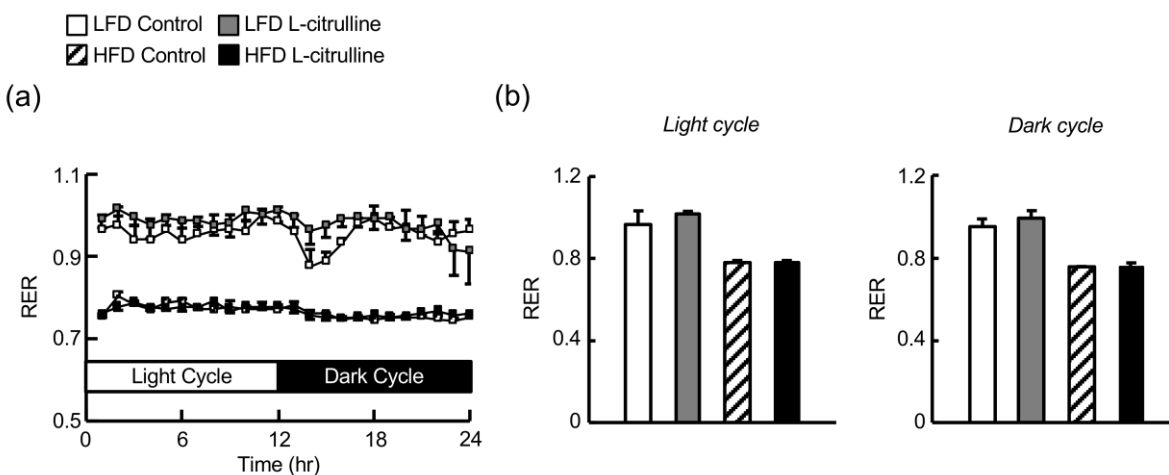 LFD Control LFD L-citrulline
HFD Control HFD L-citrulline
(a)
1.1
0.9
0.7
0.5
RER
Light Cycle Dark Cycle
0 6 12 18 24
Time (hr)
(b)
Light cycle
1.2
0.8
0.4
0
RER
Dark cycle
1.2
0.8
0.4
0
RER